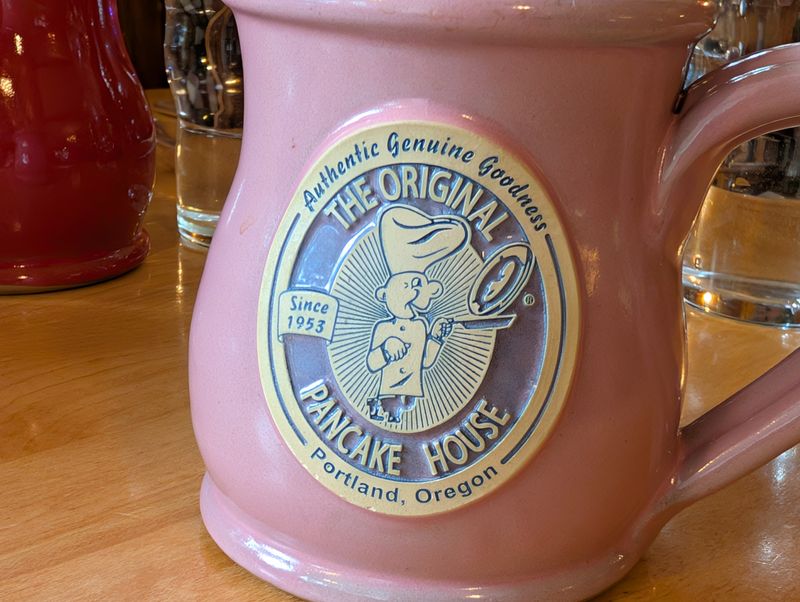 Authentic Genuine Goodness
THE ORIGINAL
Since
1953
®
PANCAKE HOUSE
Portland, Oregon